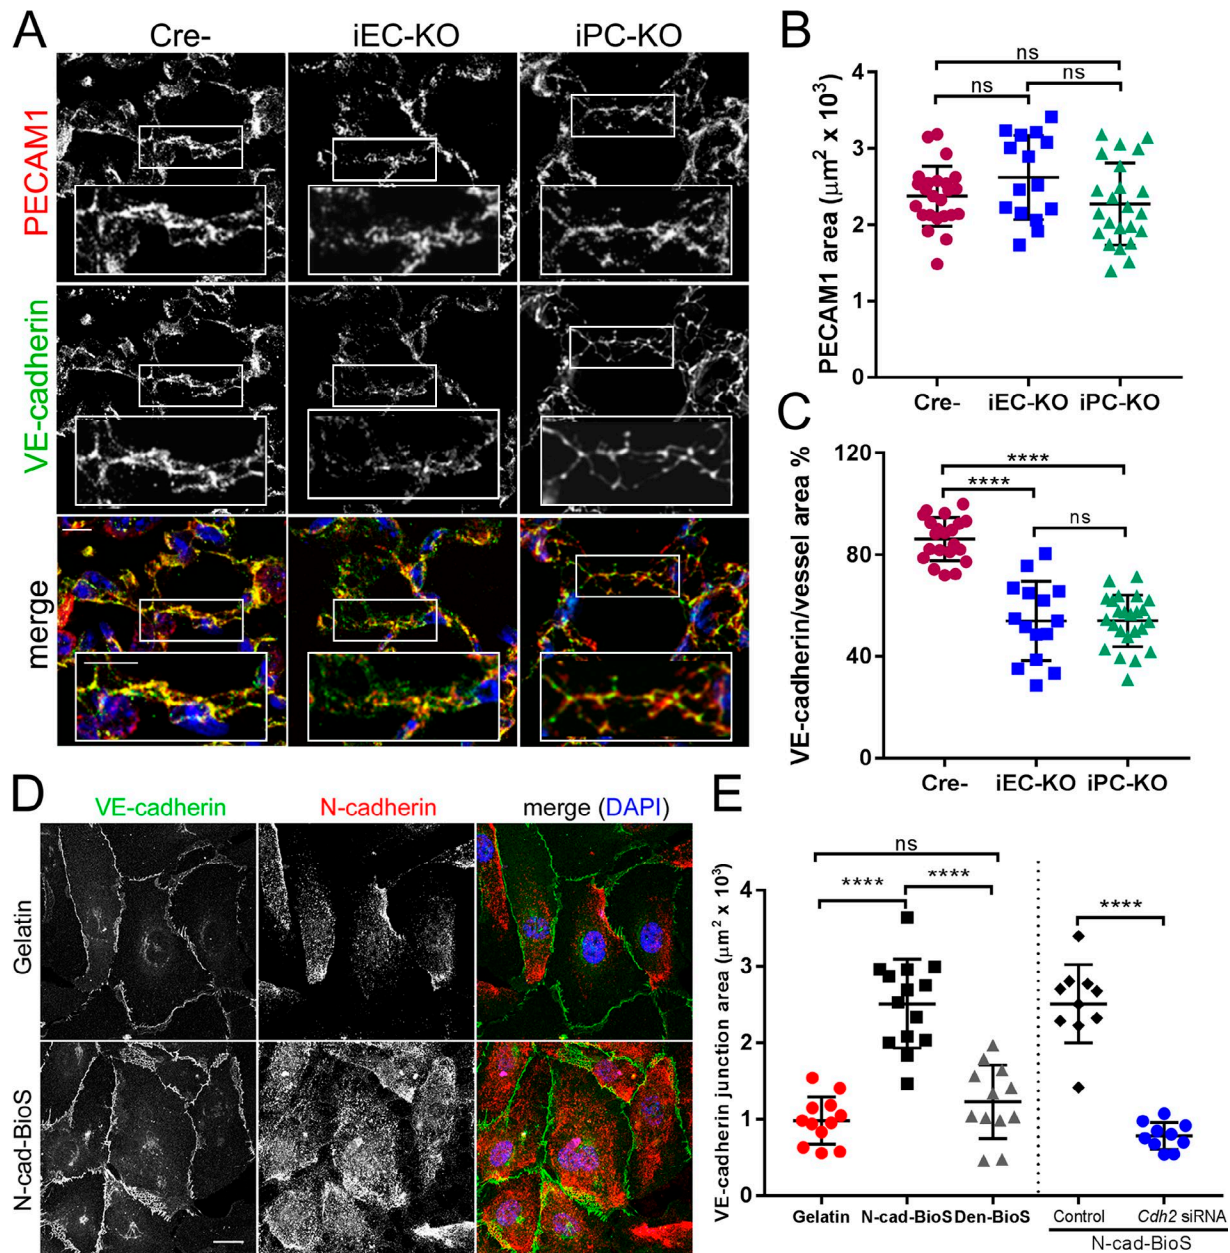 A
Cre-
iEC-KO
iPC-KO
PECAM1
VE-cadherin
merge
B
ns
ns
ns
PECAM1 area (μm² x 10³)
4
3
2
1
0
Cre-
iEC-KO
iPC-KO
C
****
****
ns
VE-cadherin/vessel area %
120
80
40
0
Cre-
iEC-KO
iPC-KO
D
VE-cadherin
N-cadherin
merge (DAPI)
Gelatin
N-cad-BioS
E
ns
****
****
****
VE-cadherin junction area (μm² x 10³)
4
3
2
1
0
Gelatin
N-cad-BioS
Den-BioS
Control
Cdh2 siRNA
N-cad-BioS